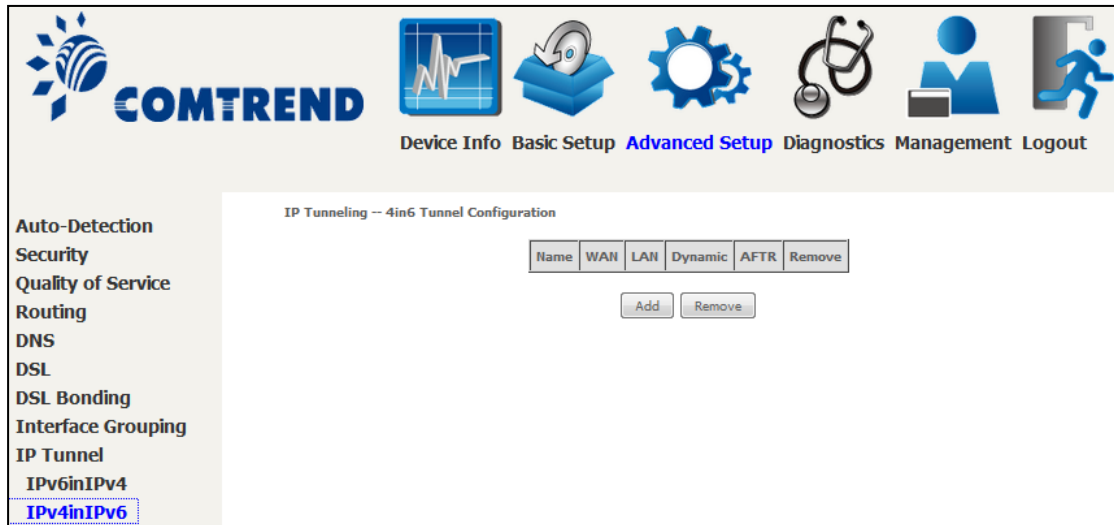 COMTREND
Device Info Basic Setup Advanced Setup Diagnostics Management Logout
Auto-Detection
Security
Quality of Service
Routing
DNS
DSL
DSL Bonding
Interface Grouping
IP Tunnel
IPv6inIPv4
IPv4inIPv6
IP Tunneling -- 4in6 Tunnel Configuration
Name WAN LAN Dynamic AFTR Remove
Add Remove